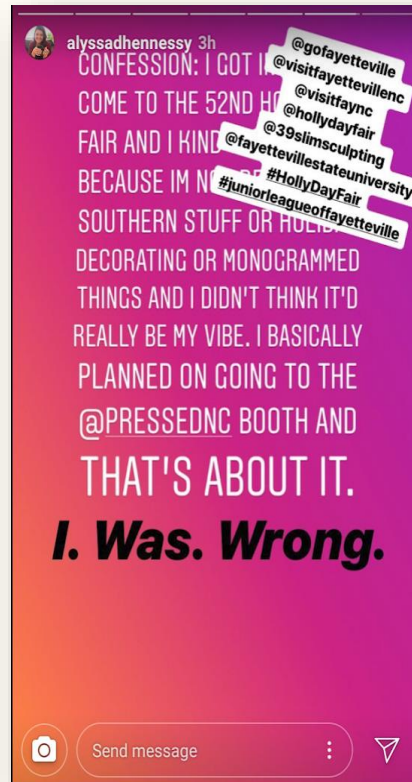 alyssadhennessy 3h
CONFESSION: I GOT
COME TO THE 52ND
FAIR AND I KIND
BECAUSE IM
SOUTHERN STUFF OR
DECORATING OR MONOGRAMMED
THINGS AND I DIDN'T THINK IT'D
REALLY BE MY VIBE. I BASICALLY
PLANNED ON GOING TO THE
@PRESSEDNC BOOTH AND
THAT'S ABOUT IT.
I. Was. Wrong.
@gofayetteville
@visitfayettevillenc
@visitfaync
@hollydayfair
@39slimsculpting
@fayettevillestateuniversity
#HollyDayFair
#juniorleagueoffayetteville
Send message